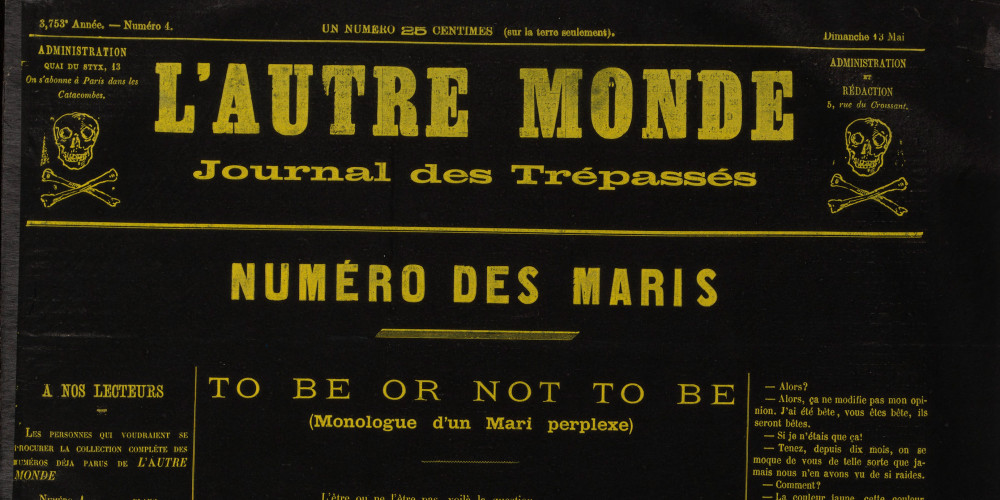 3,753e Année. — Numéro 4.
UN NUMÉRO 25 CENTIMES (sur la terre seulement).
Dimanche 13 Mai
ADMINISTRATION
QUAI DU STYX, 13
On s'abonne à Paris dans les
Catacombes.
L'AUTRE MONDE
Journal des Trépassés
ADMINISTRATION
ET
RÉDACTION
5, rue du Croissant.
NUMÉRO DES MARIS
A NOS LECTEURS
LES PERSONNES QUI VOUDRAIENT SE
PROCURER LA COLLECTION COMPLÈTE DES
NUMÉROS DÉJA PARUS DE L'AUTRE
MONDE
TO BE OR NOT TO BE
(Monologue d'un Mari perplexe)
L'être ou ne l'être pas, voilà la question
— Alors?
— Alors, ça ne modifie pas mon opi-
nion. J'ai été bête, vous êtes bête, ils
seront bêtes.
— Si je n'étais que ça!
— Tenez, depuis dix mois, on se
moque de vous de telle sorte que ja-
mais nous n'en avons vu de si raides.
— Comment?
— La couleur jaune, cette couleur